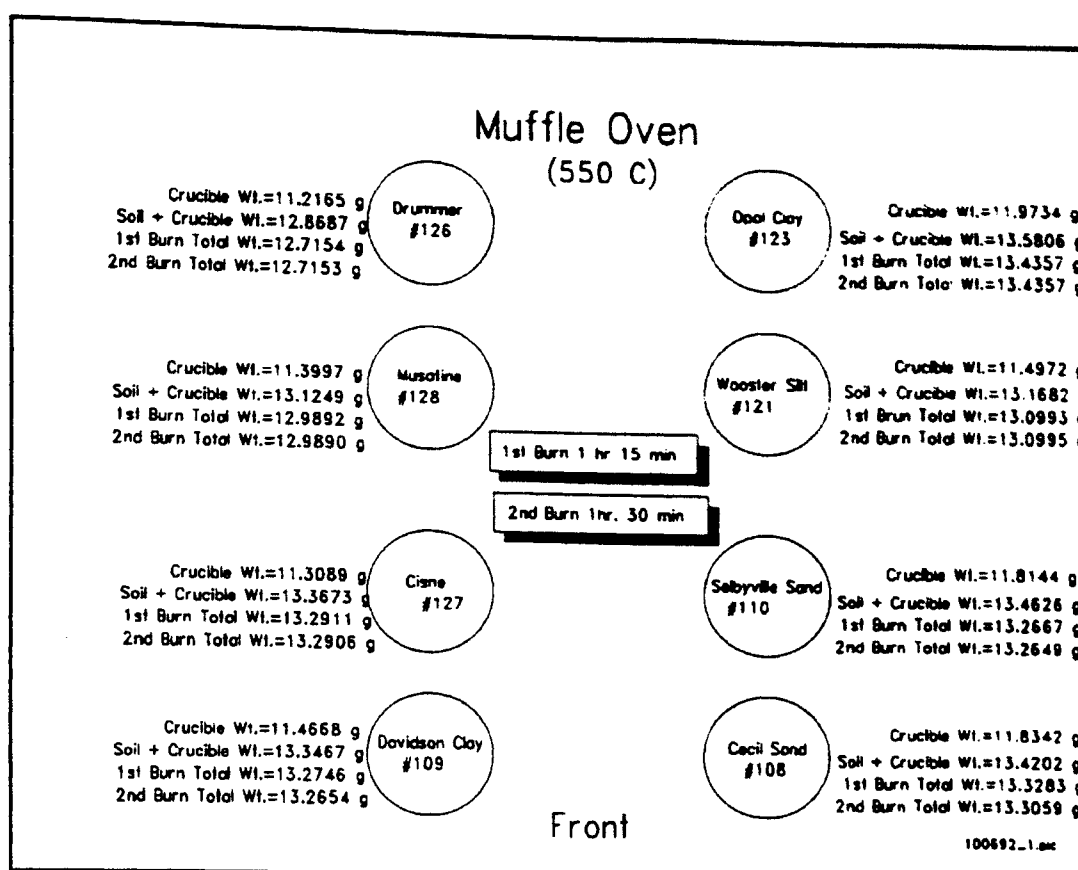 Muffle Oven
(550 C)
Crucible Wt.=11.2165 g
Soil + Crucible Wt.=12.8687 g
1st Burn Total Wt.=12.7154 g
2nd Burn Total Wt.=12.7153 g
Drummer
#126
Opal Clay
#123
Crucible Wt.=11.9734 g
Soil + Crucible Wt.=13.5806 g
1st Burn Total Wt.=13.4357 g
2nd Burn Total Wt.=13.4357 g
Crucible Wt.=11.3997 g
Soil + Crucible Wt.=13.1249 g
1st Burn Total Wt.=12.9892 g
2nd Burn Total Wt.=12.9890 g
Musatine
#128
Wooster Silt
#121
Crucible Wt.=11.4972 g
Soil + Crucible Wt.=13.1682
1st Brun Total Wt.=13.0993 g
2nd Burn Total Wt.=13.0995 g
1st Burn 1 hr 15 min
2nd Burn 1hr. 30 min
Crucible Wt.=11.3089 g
Soil + Crucible Wt.=13.3673 g
1st Burn Total Wt.=13.2911 g
2nd Burn Total Wt.=13.2906 g
Cisne
#127
Selbyville Sand
#110
Crucible Wt.=11.8144 g
Soil + Crucible Wt.=13.4626 g
1st Burn Total Wt.=13.2667 g
2nd Burn Total Wt.=13.2649 g
Crucible Wt.=11.4668 g
Soil + Crucible Wt.=13.3467 g
1st Burn Total Wt.=13.2746 g
2nd Burn Total Wt.=13.2654 g
Davidson Clay
#109
Cecil Sand
#108
Crucible Wt.=11.8342 g
Soil + Crucible Wt.=13.4202 g
1st Burn Total Wt.=13.3283 g
2nd Burn Total Wt.=13.3059 g
Front